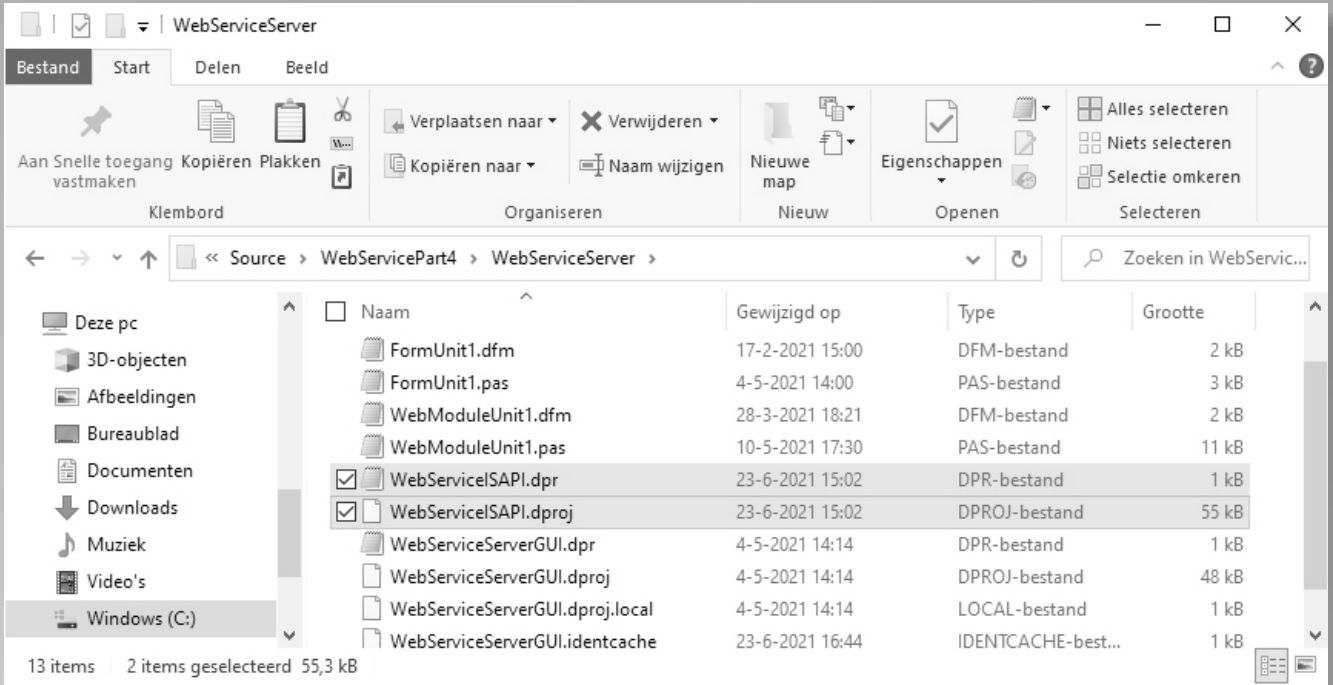 WebServiceServer
Bestand Start Delen Beeld
Aan Snelle toegang vastmaken
Kopiëren
Plakken
Klembord
Verplaatsen naar
Kopiëren naar
Verwijderen
Naam wijzigen
Organiseren
Nieuwe map
Nieuw
Eigenschappen
Openen
Alles selecteren
Niets selecteren
Selectie omkeren
Selecteren
« Source › WebServicePart4 › WebServiceServer ›
Zoeken in WebServic...
Deze pc
3D-objecten
Afbeeldingen
Bureaublad
Documenten
Downloads
Muziek
Video's
Windows (C:)
Naam Gewijzigd op Type Grootte
FormUnit1.dfm 17-2-2021 15:00 DFM-bestand 2 kB
FormUnit1.pas 4-5-2021 14:00 PAS-bestand 3 kB
WebModuleUnit1.dfm 28-3-2021 18:21 DFM-bestand 2 kB
WebModuleUnit1.pas 10-5-2021 17:30 PAS-bestand 11 kB
WebServiceISAPI.dpr 23-6-2021 15:02 DPR-bestand 1 kB
WebServiceISAPI.dproj 23-6-2021 15:02 DPROJ-bestand 55 kB
WebServiceServerGUI.dpr 4-5-2021 14:14 DPR-bestand 1 kB
WebServiceServerGUI.dproj 4-5-2021 14:14 DPROJ-bestand 48 kB
WebServiceServerGUI.dproj.local 4-5-2021 14:14 LOCAL-bestand 1 kB
WebServiceServerGUI.identcache 23-6-2021 16:44 IDENTCACHE-best... 1 kB
13 items 2 items geselecteerd 55,3 kB